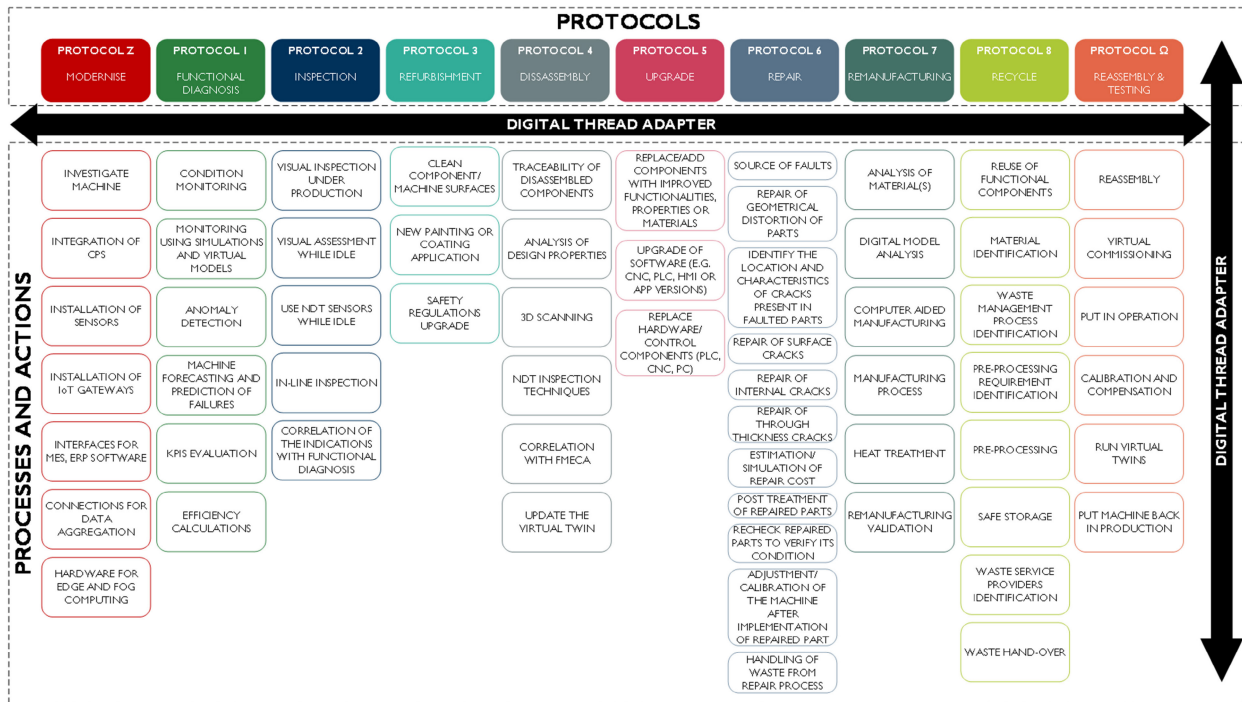 PROTOCOLS
PROTOCOL Z
MODERNISE
PROTOCOL 1
FUNCTIONAL
DIAGNOSIS
PROTOCOL 2
INSPECTION
PROTOCOL 3
REFURBISHMENT
PROTOCOL 4
DISSASSEMBLY
PROTOCOL 5
UPGRADE
PROTOCOL 6
REPAIR
PROTOCOL 7
REMANUFACTURING
PROTOCOL 8
RECYCLE
PROTOCOL Ω
REASSEMBLY &
TESTING
DIGITAL THREAD ADAPTER
DIGITAL THREAD ADAPTER
PROCESSES AND ACTIONS
INVESTIGATE
MACHINE
INTEGRATION OF
CPS
INSTALLATION OF
SENSORS
INSTALLATION OF
IoT GATEWAYS
INTERFACES FOR
MES, ERP SOFTWARE
CONNECTIONS FOR
DATA
AGGREGATION
HARDWARE FOR
EDGE AND FOG
COMPUTING
CONDITION
MONITORING
MONITORING
USING SIMULATIONS
AND VIRTUAL
MODELS
ANOMALY
DETECTION
MACHINE
FORECASTING AND
PREDICTION OF
FAILURES
KPIS EVALUATION
EFFICIENCY
CALCULATIONS
VISUAL INSPECTION
UNDER
PRODUCTION
VISUAL ASSESSMENT
WHILE IDLE
USE NDT SENSORS
WHILE IDLE
IN-LINE INSPECTION
CORRELATION OF
THE INDICATIONS
WITH FUNCTIONAL
DIAGNOSIS
CLEAN
COMPONENT/
MACHINE SURFACES
NEW PAINTING OR
COATING
APPLICATION
SAFETY
REGULATIONS
UPGRADE
TRACEABILITY OF
DISASSEMBLED
COMPONENTS
ANALYSIS OF
DESIGN PROPERTIES
3D SCANNING
NDT INSPECTION
TECHNIQUES
CORRELATION
WITH FMECA
UPDATE THE
VIRTUAL TWIN
REPLACE/ADD
COMPONENTS
WITH IMPROVED
FUNCTIONALITIES,
PROPERTIES OR
MATERIALS
UPGRADE OF
SOFTWARE (E.G.
CNC, PLC, HMI OR
APP VERSIONS)
REPLACE
HARDWARE/
CONTROL
COMPONENTS (PLC,
CNC, PC)
SOURCE OF FAULTS
REPAIR OF
GEOMETRICAL
DISTORTION OF
PARTS
IDENTIFY THE
LOCATION AND
CHARACTERISTICS
OF CRACKS
PRESENT IN
FAULTED PARTS
REPAIR OF SURFACE
CRACKS
REPAIR OF
INTERNAL CRACKS
REPAIR OF
THROUGH
THICKNESS CRACKS
ESTIMATION/
SIMULATION OF
REPAIR COST
POST TREATMENT
OF REPAIRED PARTS
RECHECK REPAIRED
PARTS TO VERIFY ITS
CONDITION
ADJUSTMENT/
CALIBRATION OF
THE MACHINE
AFTER
IMPLEMENTATION
OF REPAIRED PART
HANDLING OF
WASTE FROM
REPAIR PROCESS
ANALYSIS OF
MATERIAL(S)
DIGITAL MODEL
ANALYSIS
COMPUTER AIDED
MANUFACTURING
MANUFACTURING
PROCESS
HEAT TREATMENT
REMANUFACTURING
VALIDATION
REUSE OF
FUNCTIONAL
COMPONENTS
MATERIAL
IDENTIFICATION
WASTE
MANAGEMENT
PROCESS
IDENTIFICATION
PRE-PROCESSING
REQUIREMENT
IDENTIFICATION
PRE-PROCESSING
SAFE STORAGE
WASTE SERVICE
PROVIDERS
IDENTIFICATION
WASTE HAND-OVER
REASSEMBLY
VIRTUAL
COMMISSIONING
PUT IN OPERATION
CALIBRATION AND
COMPENSATION
RUN VIRTUAL
TWINS
PUT MACHINE BACK
IN PRODUCTION